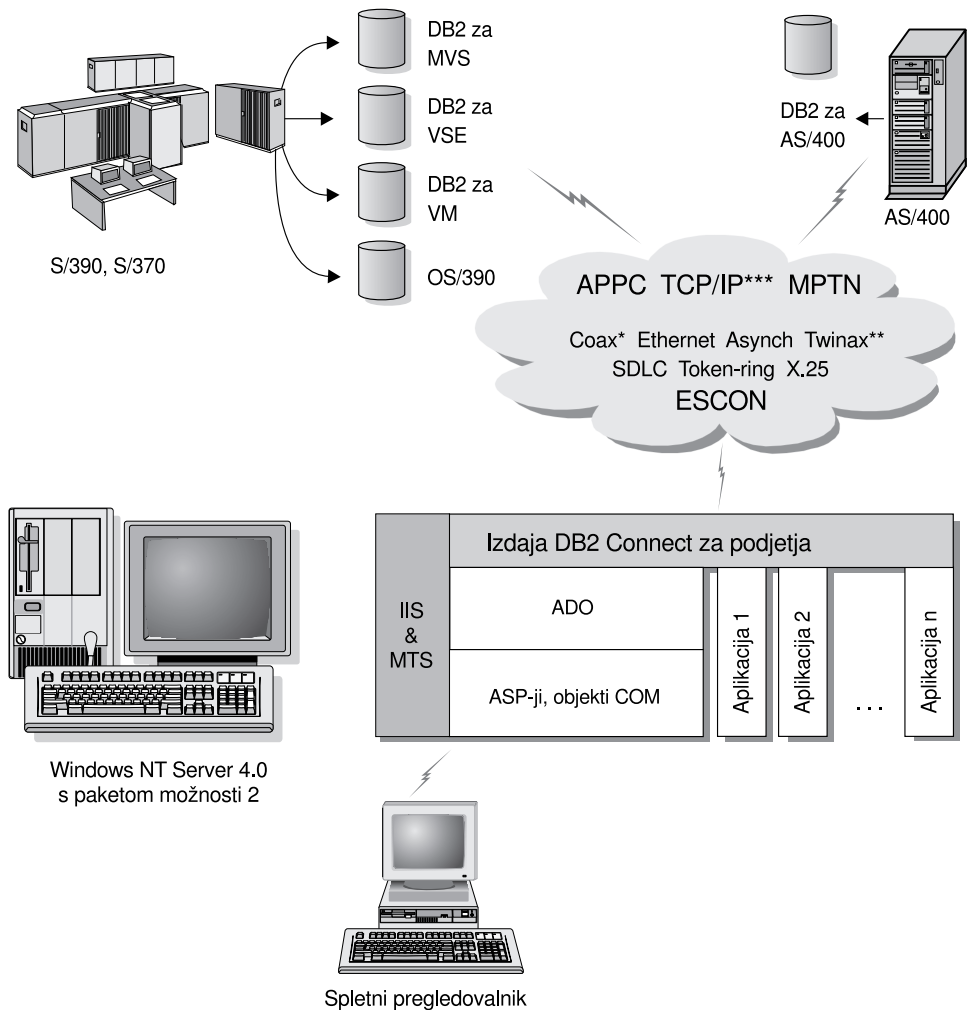 DB2 za
MVS
DB2 za
VSE
DB2 za
VM
OS/390
S/390, S/370
DB2 za
AS/400
AS/400
APPC TCP/IP*** MPTN
Coax* Ethernet Asynch Twinax**
SDLC Token-ring X.25
ESCON
Izdaja DB2 Connect za podjetja
IIS
&
MTS
ADO
ASP-ji, objekti COM
Aplikacija 1
Aplikacija 2
. . .
Aplikacija n
Windows NT Server 4.0
s paketom možnosti 2
Spletni pregledovalnik